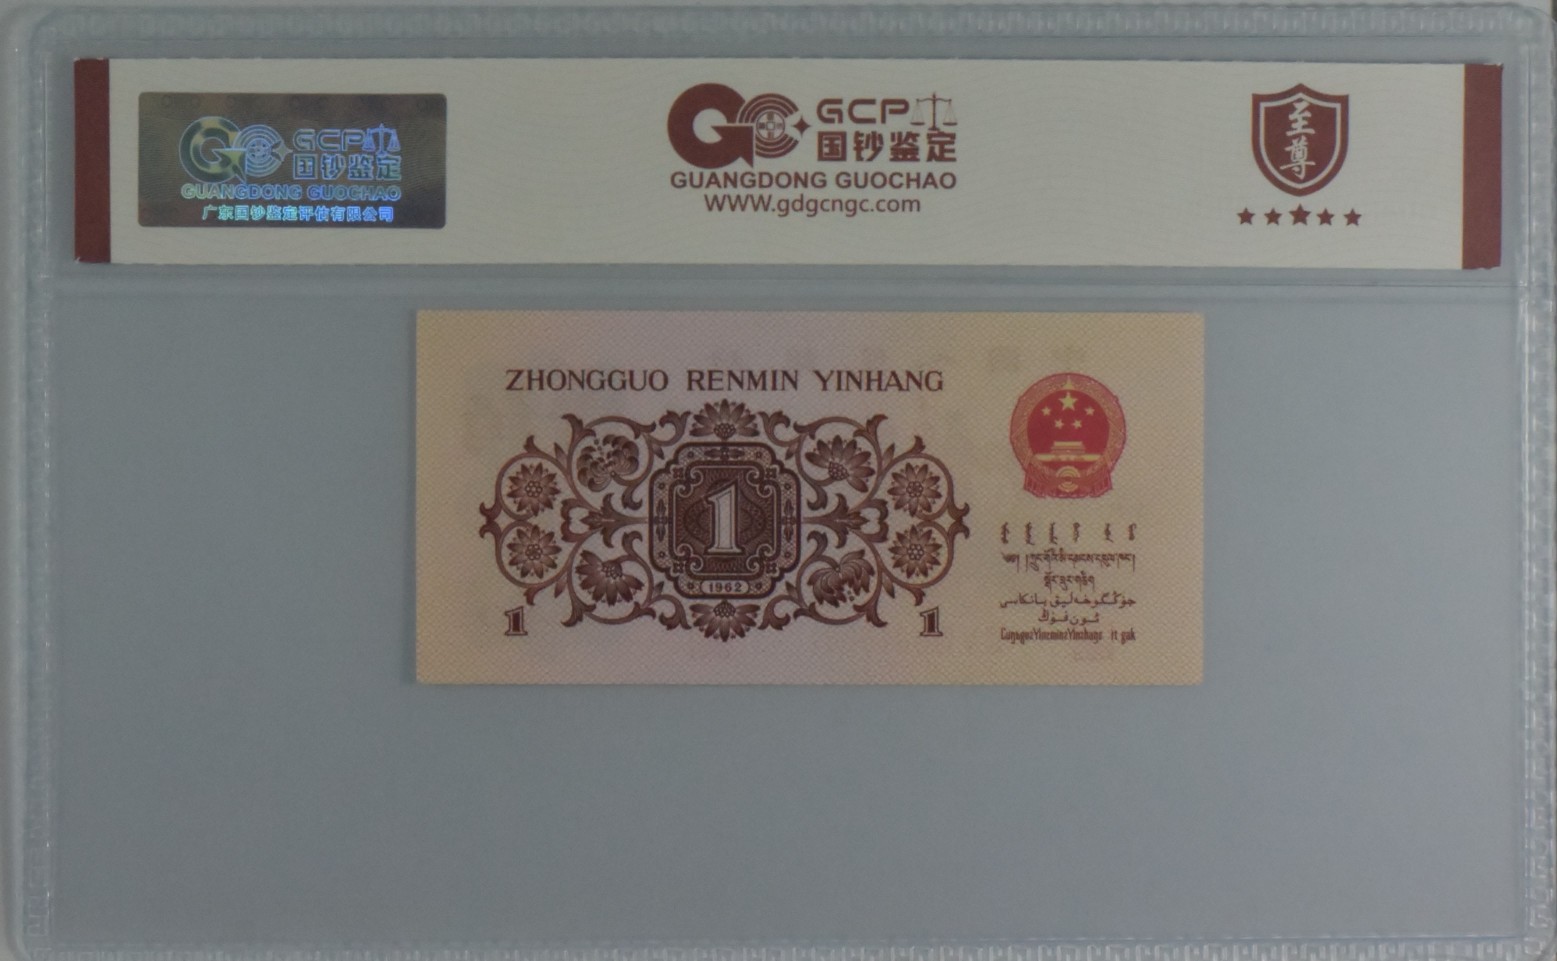 GCP
国钞鉴定
GUANGDONG GUOCHAO
广东国钞鉴定评估有限公司
GCP
国钞鉴定
GUANGDONG GUOCHAO
WWW.gdgcngc.com
至尊
ZHONGGUO RENMIN YINHANG
1
1962
1
1
جۇڭگوخەلىق بانكاسى